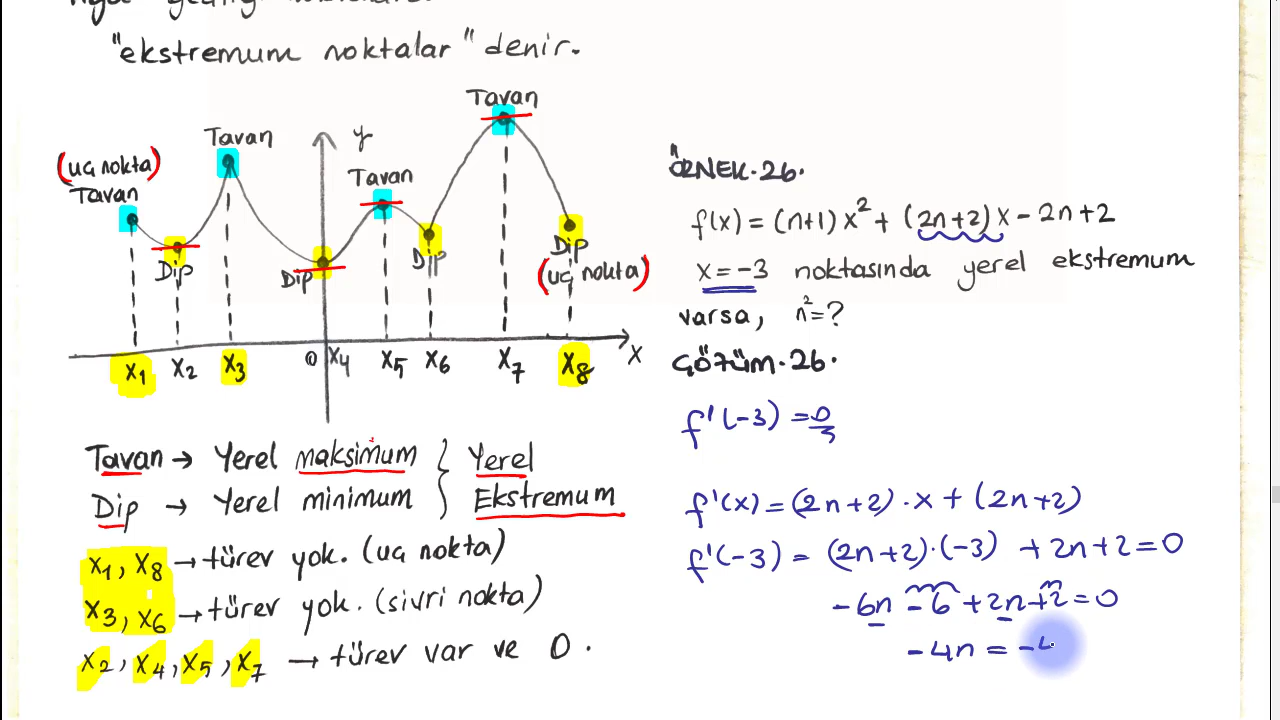 "ekstremum noktalar" denir.
Tavan
Tavan
y
(uç nokta)
Tavan
Tavan
Dip
Dip
Dip
Dip
(uç nokta)
x1 x2 x3 0 x4 x5 x6 x7 x8 x
Tavan → Yerel maksimum } Yerel
Dip → Yerel minimum } Ekstremum
x1, x8 → türev yok. (uç nokta)
x3, x6 → türev yok. (sivri nokta)
x2, x4, x5, x7 → türev var ve 0.
ÖRNEK.26.
f(x) = (n+1)x² + (2n+2)x - 2n+2
x = -3 noktasında yerel ekstremum
varsa, n² = ?
ÇÖZÜM.26.
f'(-3) = 0
f'(x) = (2n+2).x + (2n+2)
f'(-3) = (2n+2).(-3) + 2n+2 = 0
-6n - 6 + 2n + 2 = 0
-4n = -4